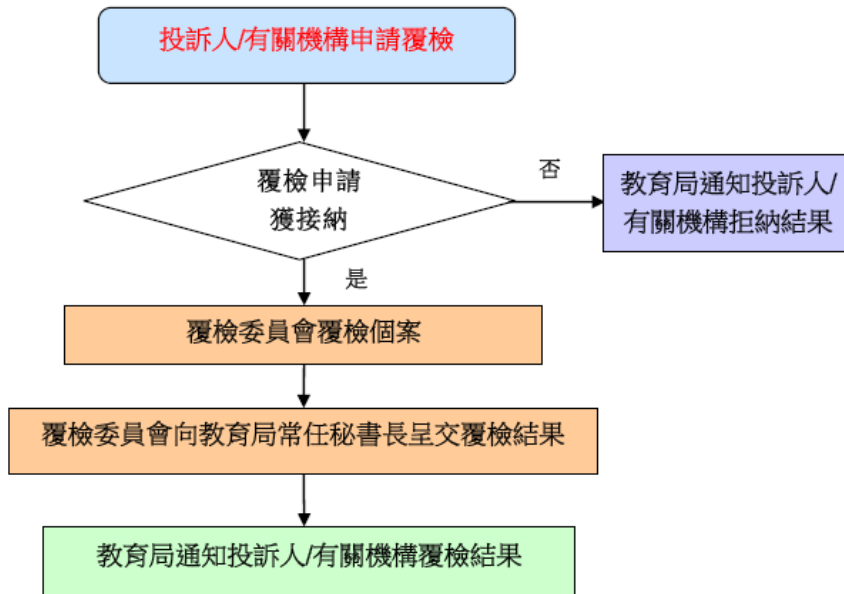 投訴人/有關機構申請覆檢
覆檢申請
獲接納
否
教育局通知投訴人/
有關機構拒納結果
是
覆檢委員會覆檢個案
覆檢委員會向教育局常任秘書長呈交覆檢結果
教育局通知投訴人/有關機構覆檢結果